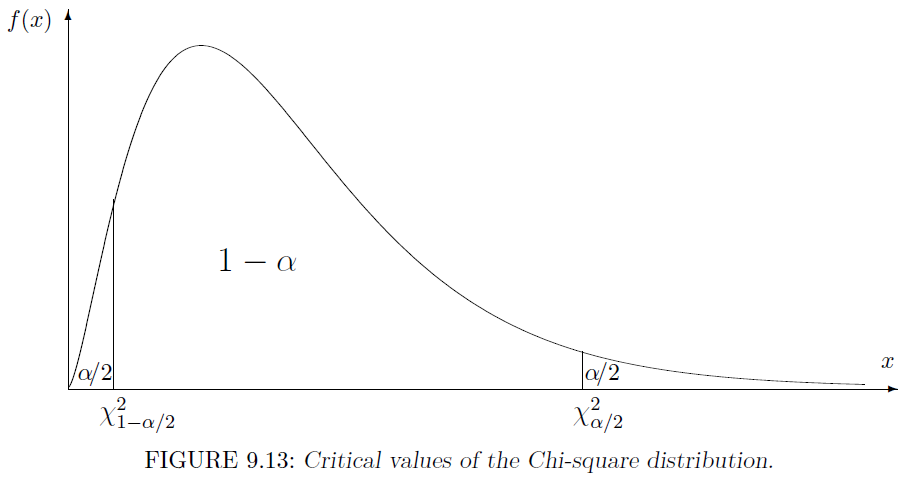 f(x)
1 − α
x
α/2
α/2
χ²₁₋α/₂
χ²α/₂
FIGURE 9.13: Critical values of the Chi-square distribution.